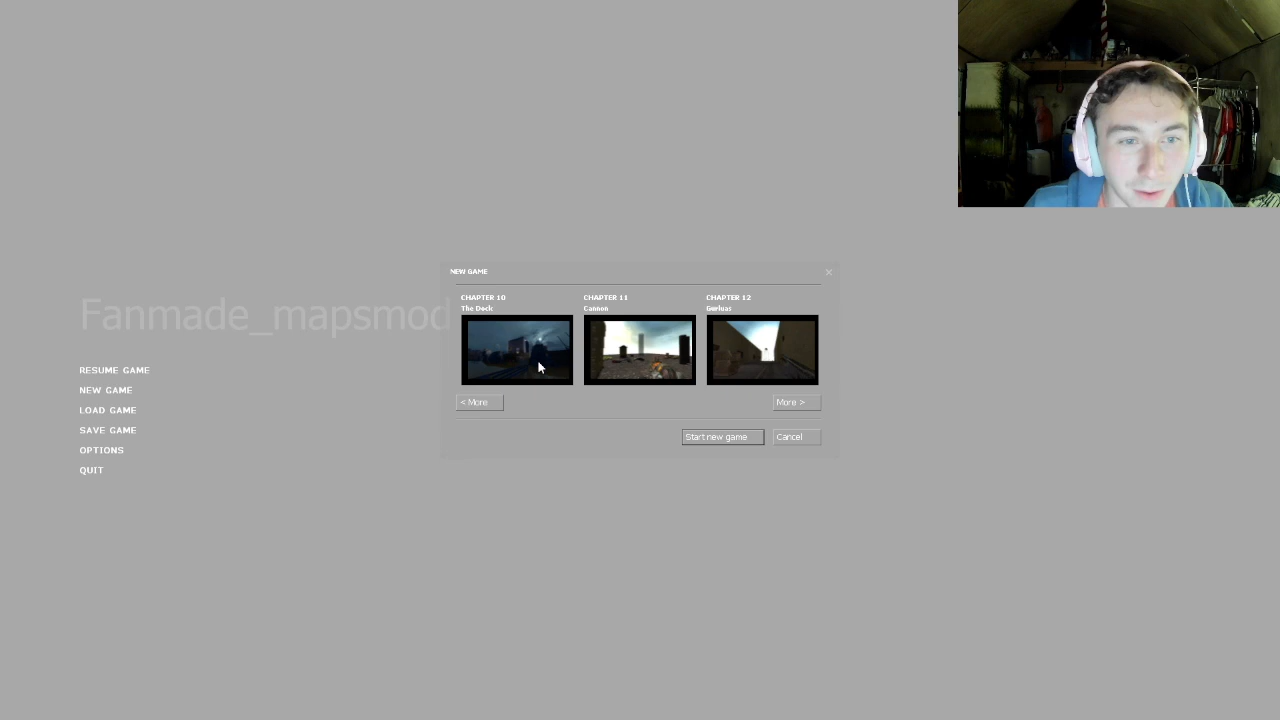 NEW GAME
CHAPTER 10
The Dock
CHAPTER 11
Cannon
CHAPTER 12
Gurluas
Fanmade_mapsmod
RESUME GAME
NEW GAME
LOAD GAME
SAVE GAME
OPTIONS
QUIT
< More
More >
Start new game
Cancel